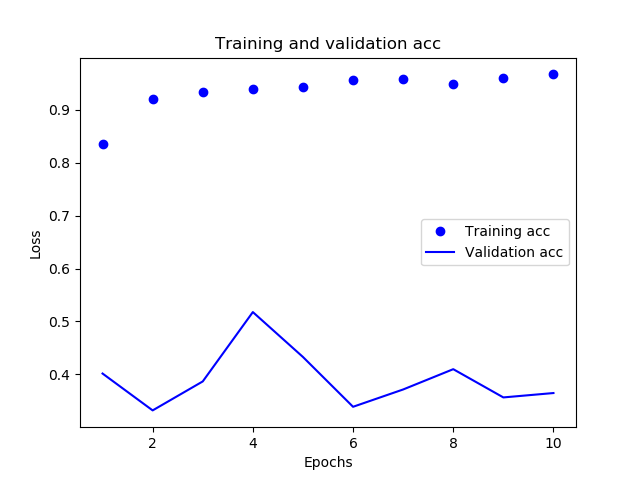 Training and validation acc
0.9
0.8
0.7
0.6
0.5
0.4
Loss
Training acc
Validation acc
2
4
6
8
10
Epochs